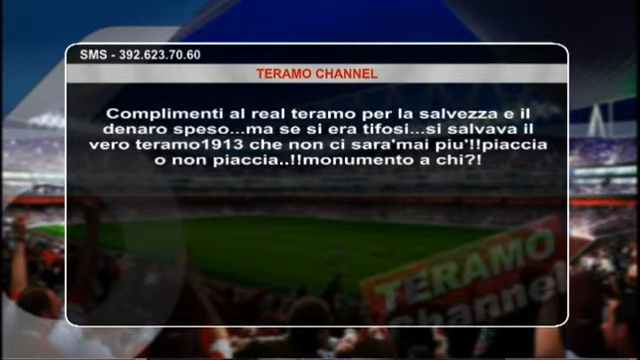 SMS - 392.623.70.60
TERAMO CHANNEL
Complimenti al real teramo per la salvezza e il
denaro speso...ma se si era tifosi...si salvava il
vero teramo1913 che non ci sara'mai piu'!!piaccia
o non piaccia..!!monumento a chi?!
TERAMO
Channel